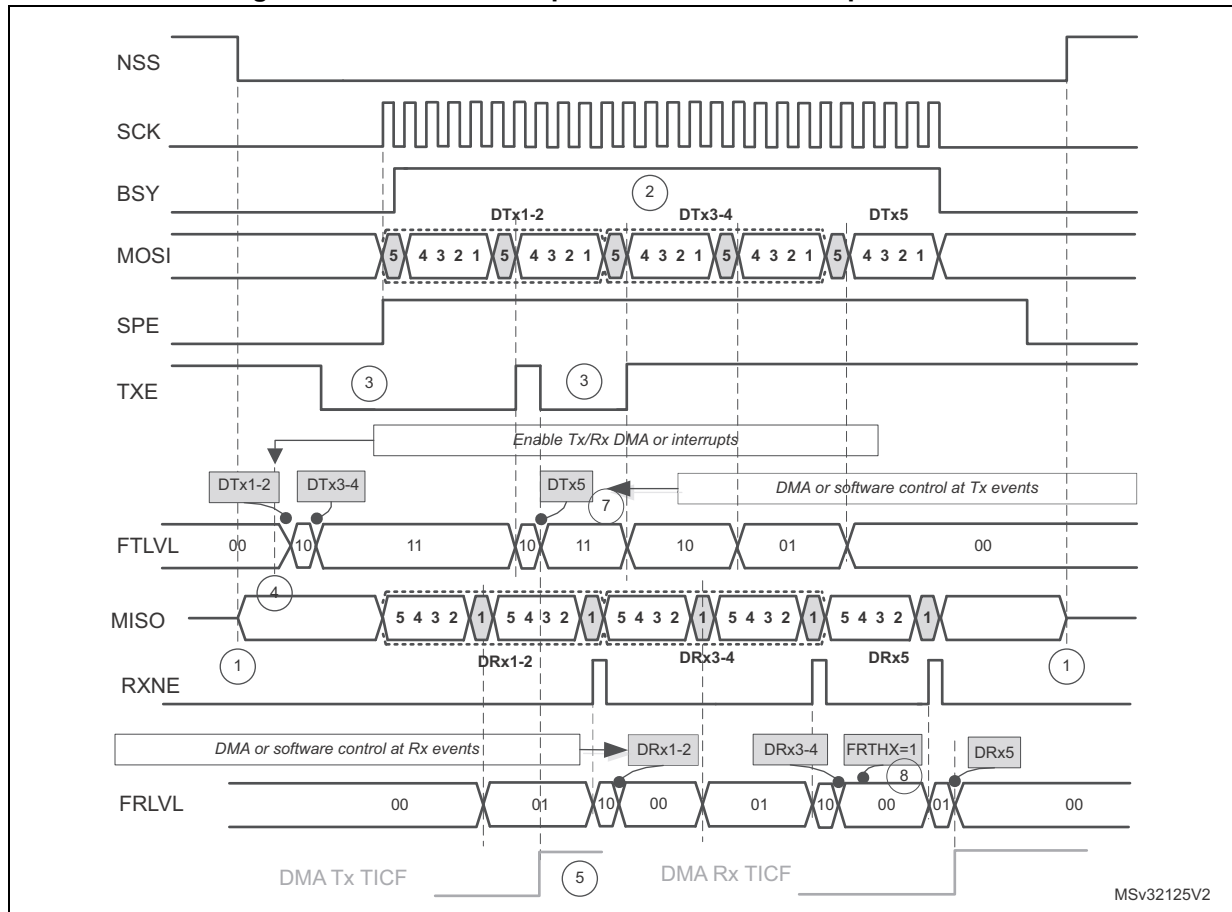 NSS
SCK
BSY
2
DTx1-2 DTx3-4 DTx5
MOSI 5 4 3 2 1 5 4 3 2 1 5 4 3 2 1 5 4 3 2 1 5 4 3 2 1
SPE
TXE 3 3
Enable Tx/Rx DMA or interrupts
DTx1-2 DTx3-4 DTx5 DMA or software control at Tx events
7
FTLVL 00 10 11 10 11 10 01 00
4
MISO 5 4 3 2 1 5 4 3 2 1 5 4 3 2 1 5 4 3 2 1 5 4 3 2 1
1 DRx1-2 DRx3-4 DRx5 1
RXNE
DMA or software control at Rx events DRx1-2 DRx3-4 FRTHX=1 DRx5
8
FRLVL 00 01 10 00 01 10 00 01 00
DMA Tx TICF 5 DMA Rx TICF
MSv32125V2